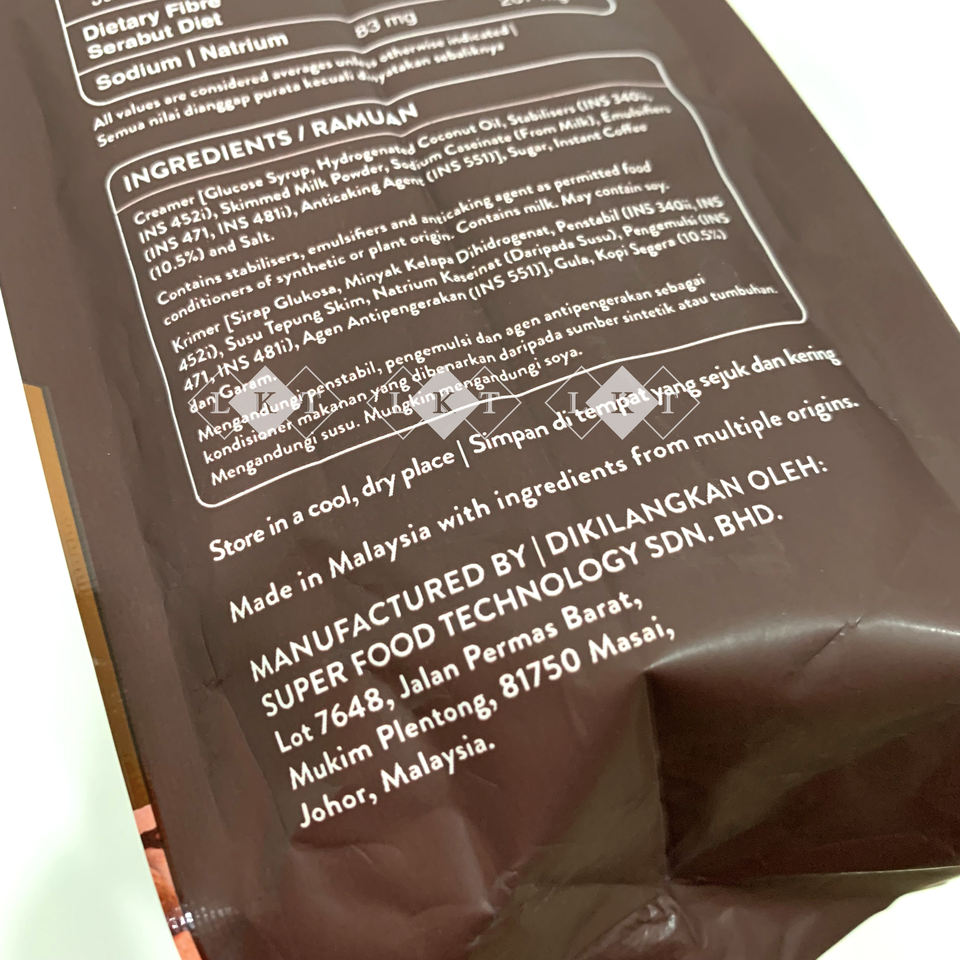 Dietary Fibre
Serabut Diet
Sodium | Natrium 83 mg
All values are considered averages unless otherwise indicated |
Semua nilai dianggap purata kecuali dinyatakan sebaliknya
INGREDIENTS / RAMUAN
Creamer [Glucose Syrup, Hydrogenated Coconut Oil, Stabilisers (INS 340ii,
INS 452i), Skimmed Milk Powder, Sodium Caseinate (From Milk), Emulsifiers
(INS 471, INS 481i), Anticaking Agent (INS 551)], Sugar, Instant Coffee
(10.5%) and Salt.
Contains stabilisers, emulsifiers and anticaking agent as permitted food
conditioners of synthetic or plant origin. Contains milk. May contain soy.
Krimer [Sirap Glukosa, Minyak Kelapa Dihidrogenat, Penstabil (INS 340ii, INS
452i), Susu Tepung Skim, Natrium Kaseinat (Daripada Susu), Pengemulsi (INS
471, INS 481i), Agen Antipengerakan (INS 551)], Gula, Kopi Segera (10.5%)
dan Garam.
Mengandungi penstabil, pengemulsi dan agen antipengerakan sebagai
kondisioner makanan yang dibenarkan daripada sumber sintetik atau tumbuhan.
Mengandungi susu. Mungkin mengandungi soya.
LKT LKT LKT
Store in a cool, dry place | Simpan di tempat yang sejuk dan kering
Made in Malaysia with ingredients from multiple origins.
MANUFACTURED BY | DIKILANGKAN OLEH:
SUPER FOOD TECHNOLOGY SDN. BHD.
Lot 7648, Jalan Permas Barat,
Mukim Plentong, 81750 Masai,
Johor, Malaysia.